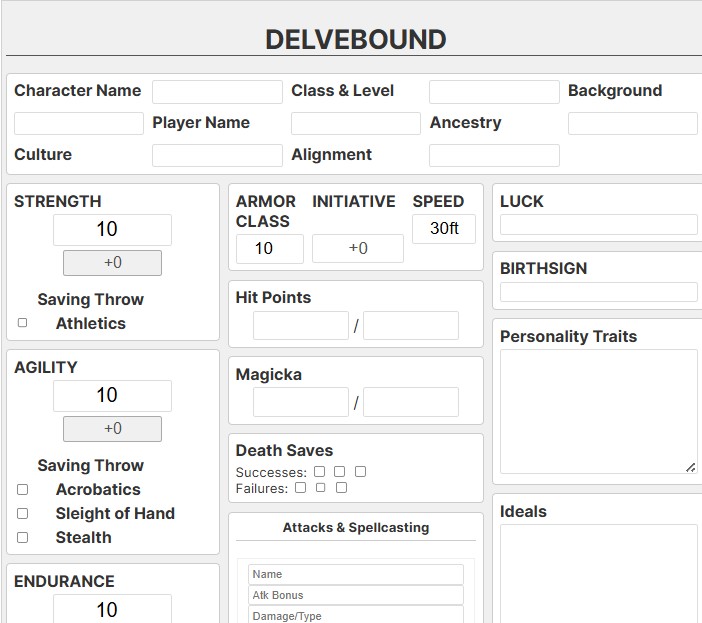 DELVEBOUND
Character Name Class & Level Background
Player Name Ancestry
Culture Alignment
STRENGTH
10
+0
Saving Throw
Athletics
AGILITY
10
+0
Saving Throw
Acrobatics
Sleight of Hand
Stealth
ENDURANCE
10
ARMOR CLASS
10
INITIATIVE
+0
SPEED
30ft
Hit Points
/
Magicka
/
Death Saves
Successes:
Failures:
Attacks & Spellcasting
Name
Atk Bonus
Damage/Type
LUCK
BIRTHSIGN
Personality Traits
Ideals